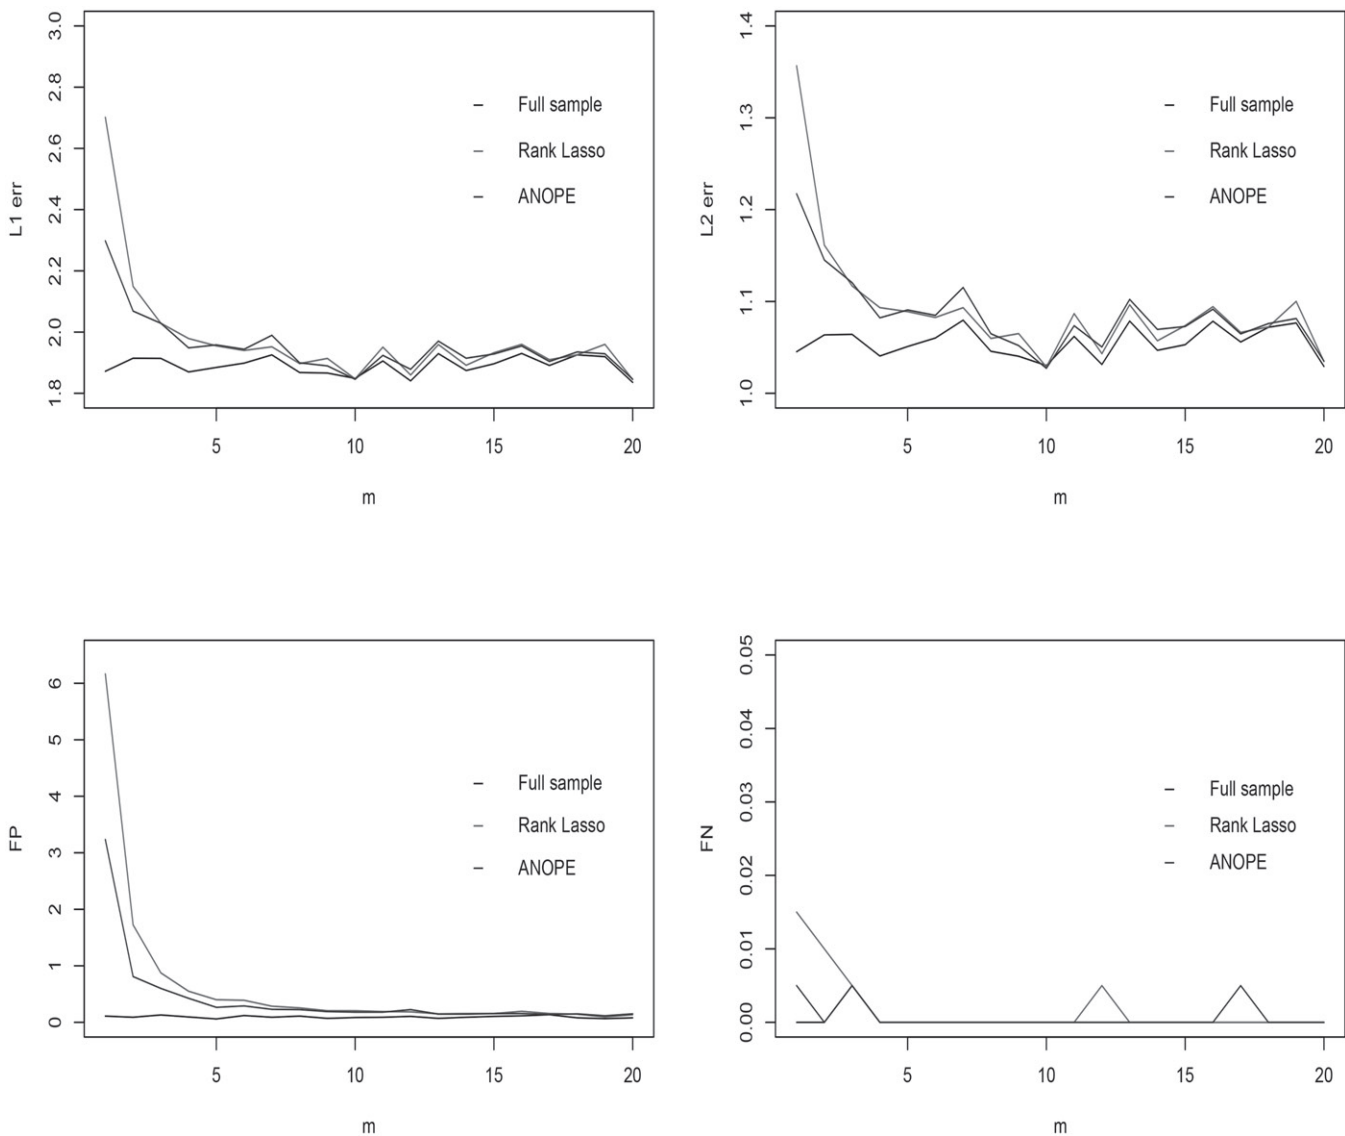 L1 err
3.0
2.8
2.6
2.4
2.2
2.0
1.8
— Full sample
— Rank Lasso
— ANOPE
5 10 15 20
m
L2 err
1.4
1.3
1.2
1.1
1.0
— Full sample
— Rank Lasso
— ANOPE
5 10 15 20
m
FP
6
5
4
3
2
1
0
— Full sample
— Rank Lasso
— ANOPE
5 10 15 20
m
FN
0.05
0.04
0.03
0.02
0.01
0.00
— Full sample
— Rank Lasso
— ANOPE
5 10 15 20
m